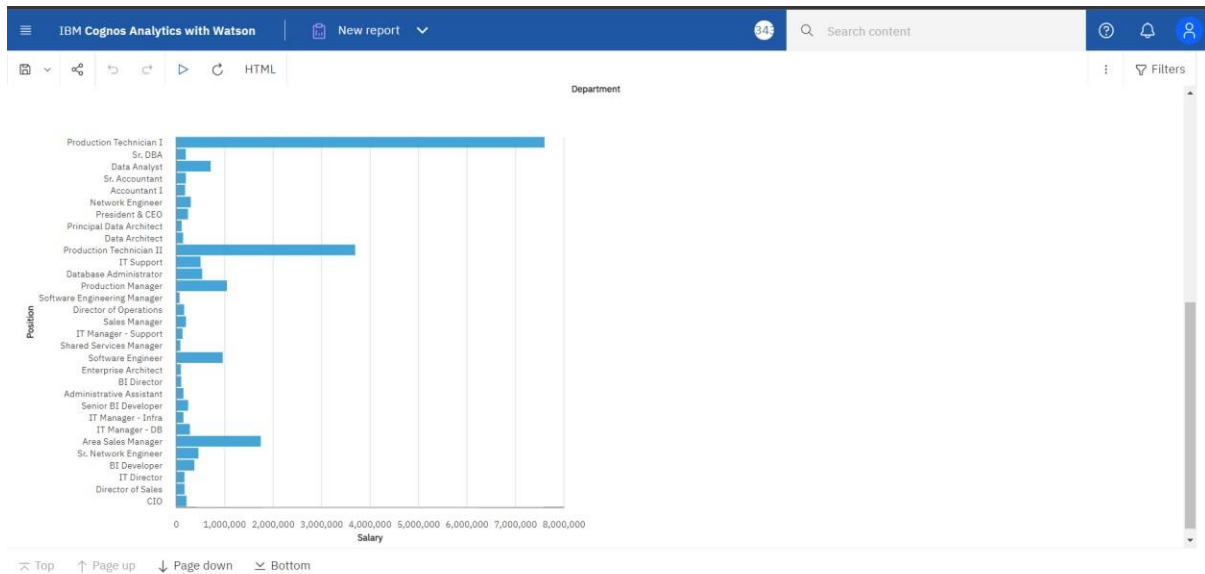 IBM Cognos Analytics with Watson New report Search content
HTML Filters
Department
Production Technician I
Sr. DBA
Data Analyst
Sr. Accountant
Accountant I
Network Engineer
President & CEO
Principal Data Architect
Data Architect
Production Technician II
IT Support
Database Administrator
Production Manager
Software Engineering Manager
Director of Operations
Sales Manager
IT Manager - Support
Shared Services Manager
Software Engineer
Enterprise Architect
BI Director
Administrative Assistant
Senior BI Developer
IT Manager - Infra
IT Manager - DB
Area Sales Manager
Sr. Network Engineer
BI Developer
IT Director
Director of Sales
CIO
Position
0 1,000,000 2,000,000 3,000,000 4,000,000 5,000,000 6,000,000 7,000,000 8,000,000
Salary
Top Page up Page down Bottom